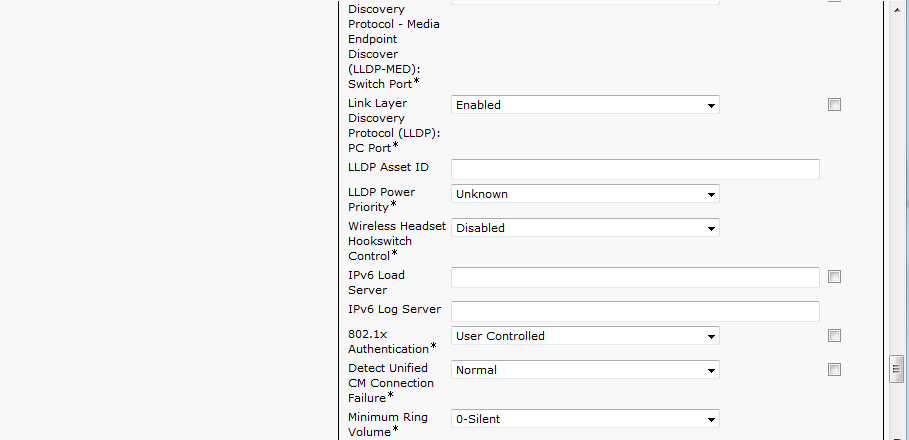 Discovery
Protocol - Media
Endpoint
Discover
(LLDP-MED):
Switch Port*
Link Layer
Discovery
Protocol (LLDP):
PC Port*
Enabled
LLDP Asset ID
LLDP Power
Priority*
Unknown
Wireless Headset
Hookswitch
Control*
Disabled
IPv6 Load
Server
IPv6 Log Server
802.1x
Authentication*
User Controlled
Detect Unified
CM Connection
Failure*
Normal
Minimum Ring
Volume*
0-Silent